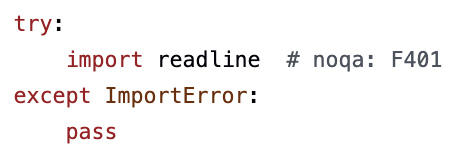 try:
    import readline  # noqa: F401
except ImportError:
    pass